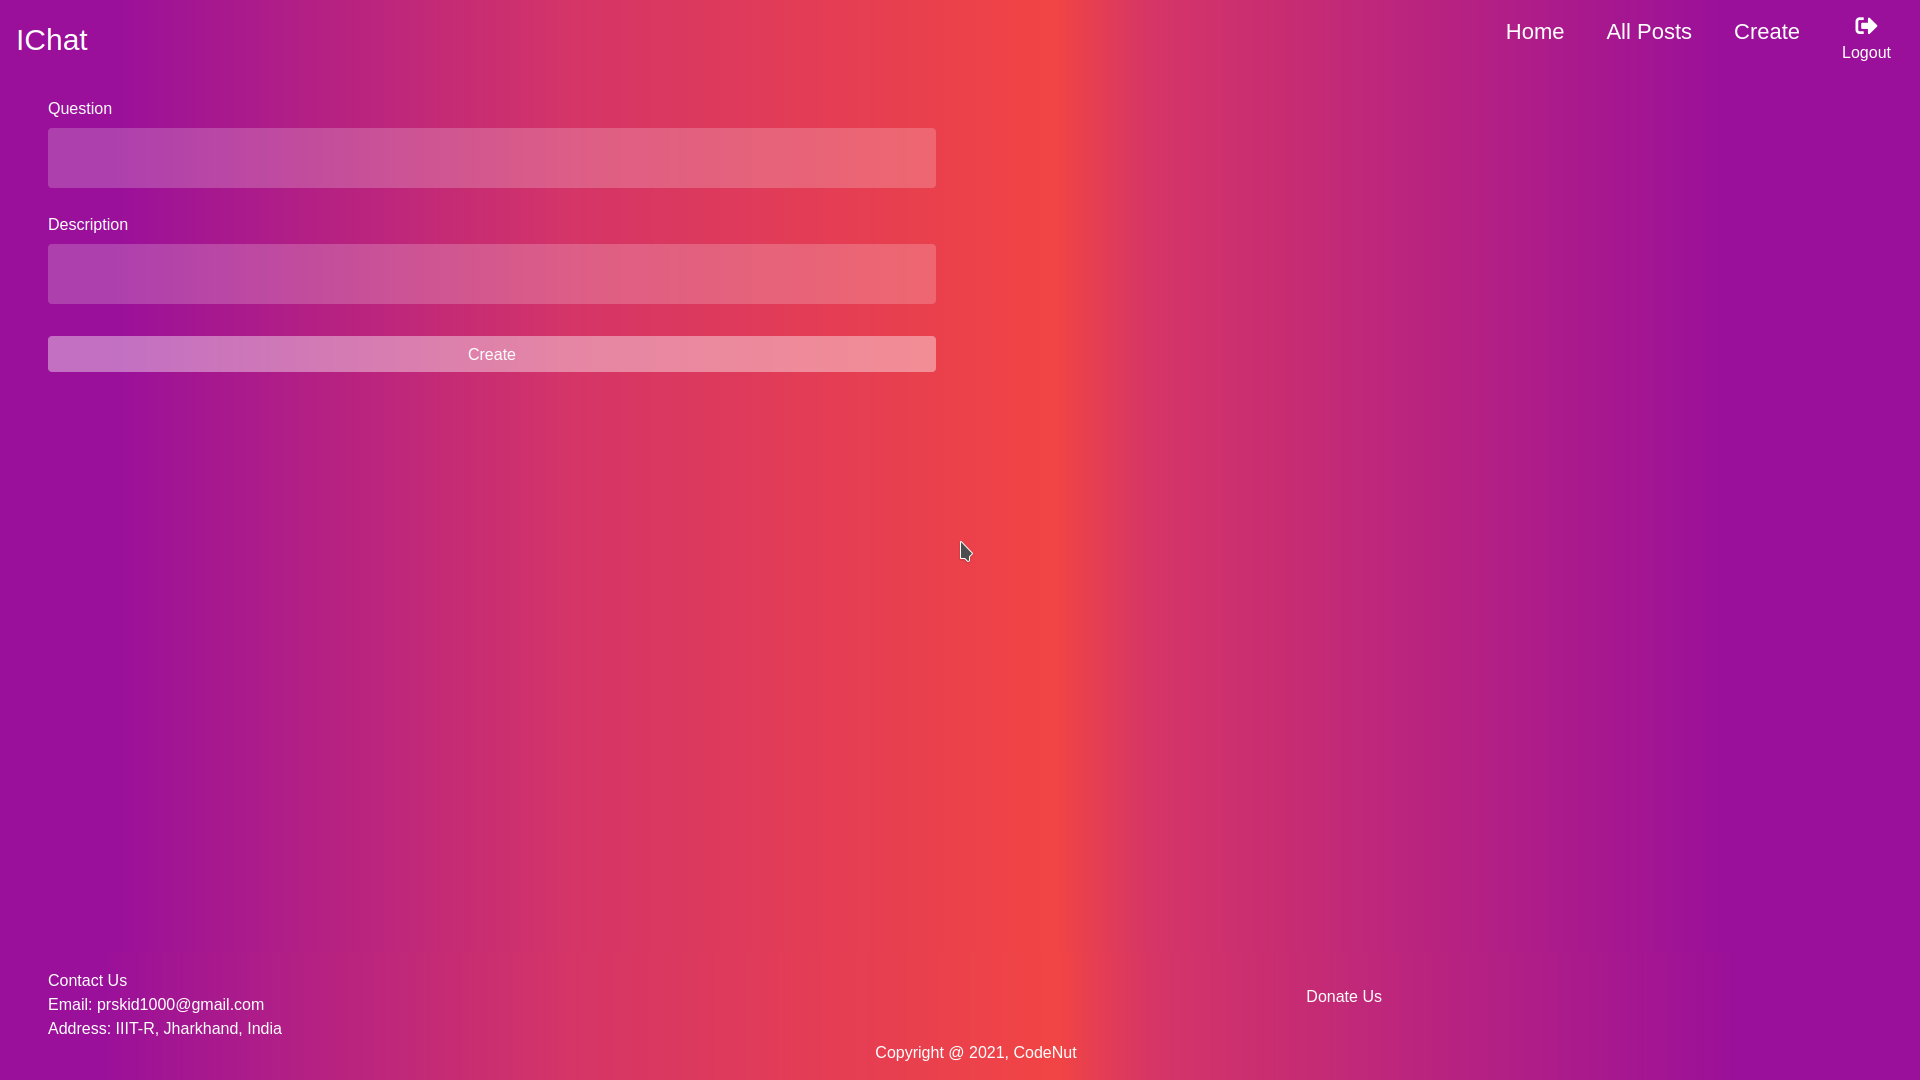 IChat
Home
All Posts
Create
Logout
Question
Description
Create
Contact Us
Email: prskid1000@gmail.com
Address: IIIT-R, Jharkhand, India
Donate Us
Copyright @ 2021, CodeNut